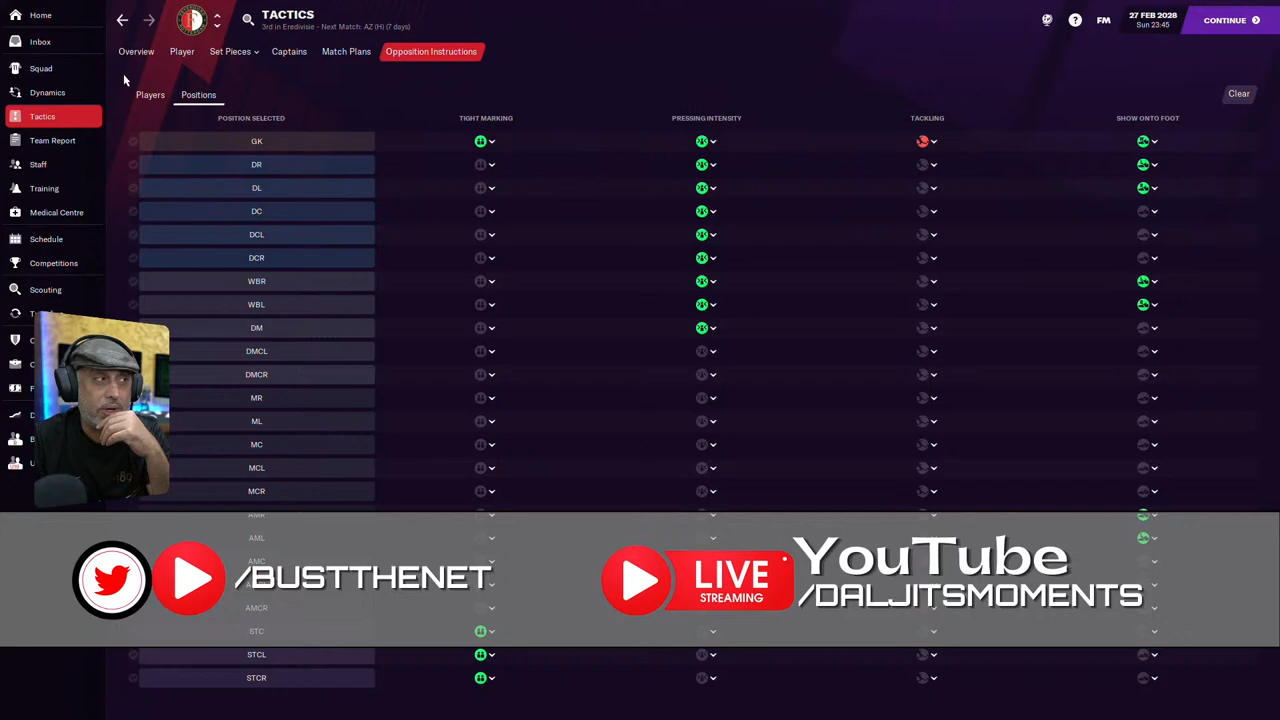 Home
Inbox
Squad
Dynamics
Tactics
Team Report
Staff
Training
Medical Centre
Schedule
Competitions
Scouting
TACTICS
3rd in Eredivisie - Next Match: AZ (H) (7 days)
FM
27 FEB 2028
Sun 23:45
CONTINUE
Overview
Player
Set Pieces
Captains
Match Plans
Opposition Instructions
Players
Positions
Clear
POSITION SELECTED
TIGHT MARKING
PRESSING INTENSITY
TACKLING
SHOW ONTO FOOT
GK
DR
DL
DC
DCL
DCR
WBR
WBL
DM
DMCL
DMCR
MR
ML
MC
MCL
MCR
AMR
AML
AMC
AMCR
STC
STCL
STCR
/BUSTTHENET
LIVE
STREAMING
YouTube
/DALJITSMOMENTS